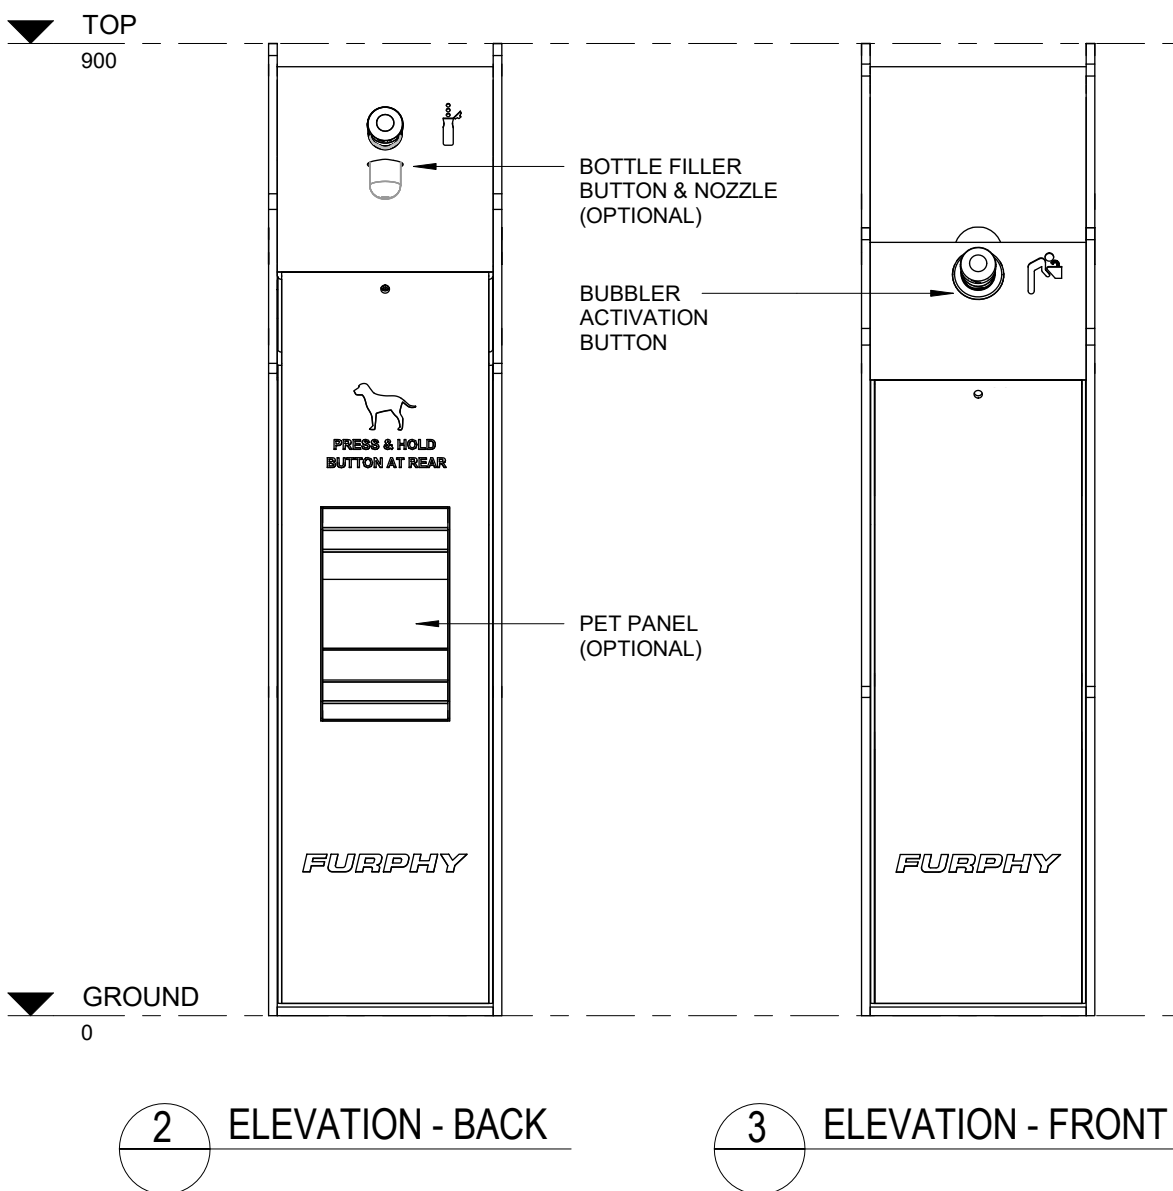 TOP
900
BOTTLE FILLER
BUTTON & NOZZLE
(OPTIONAL)
BUBBLER
ACTIVATION
BUTTON
PRESS & HOLD
BUTTON AT REAR
PET PANEL
(OPTIONAL)
FURPHY
FURPHY
GROUND
0
2 ELEVATION - BACK
3 ELEVATION - FRONT